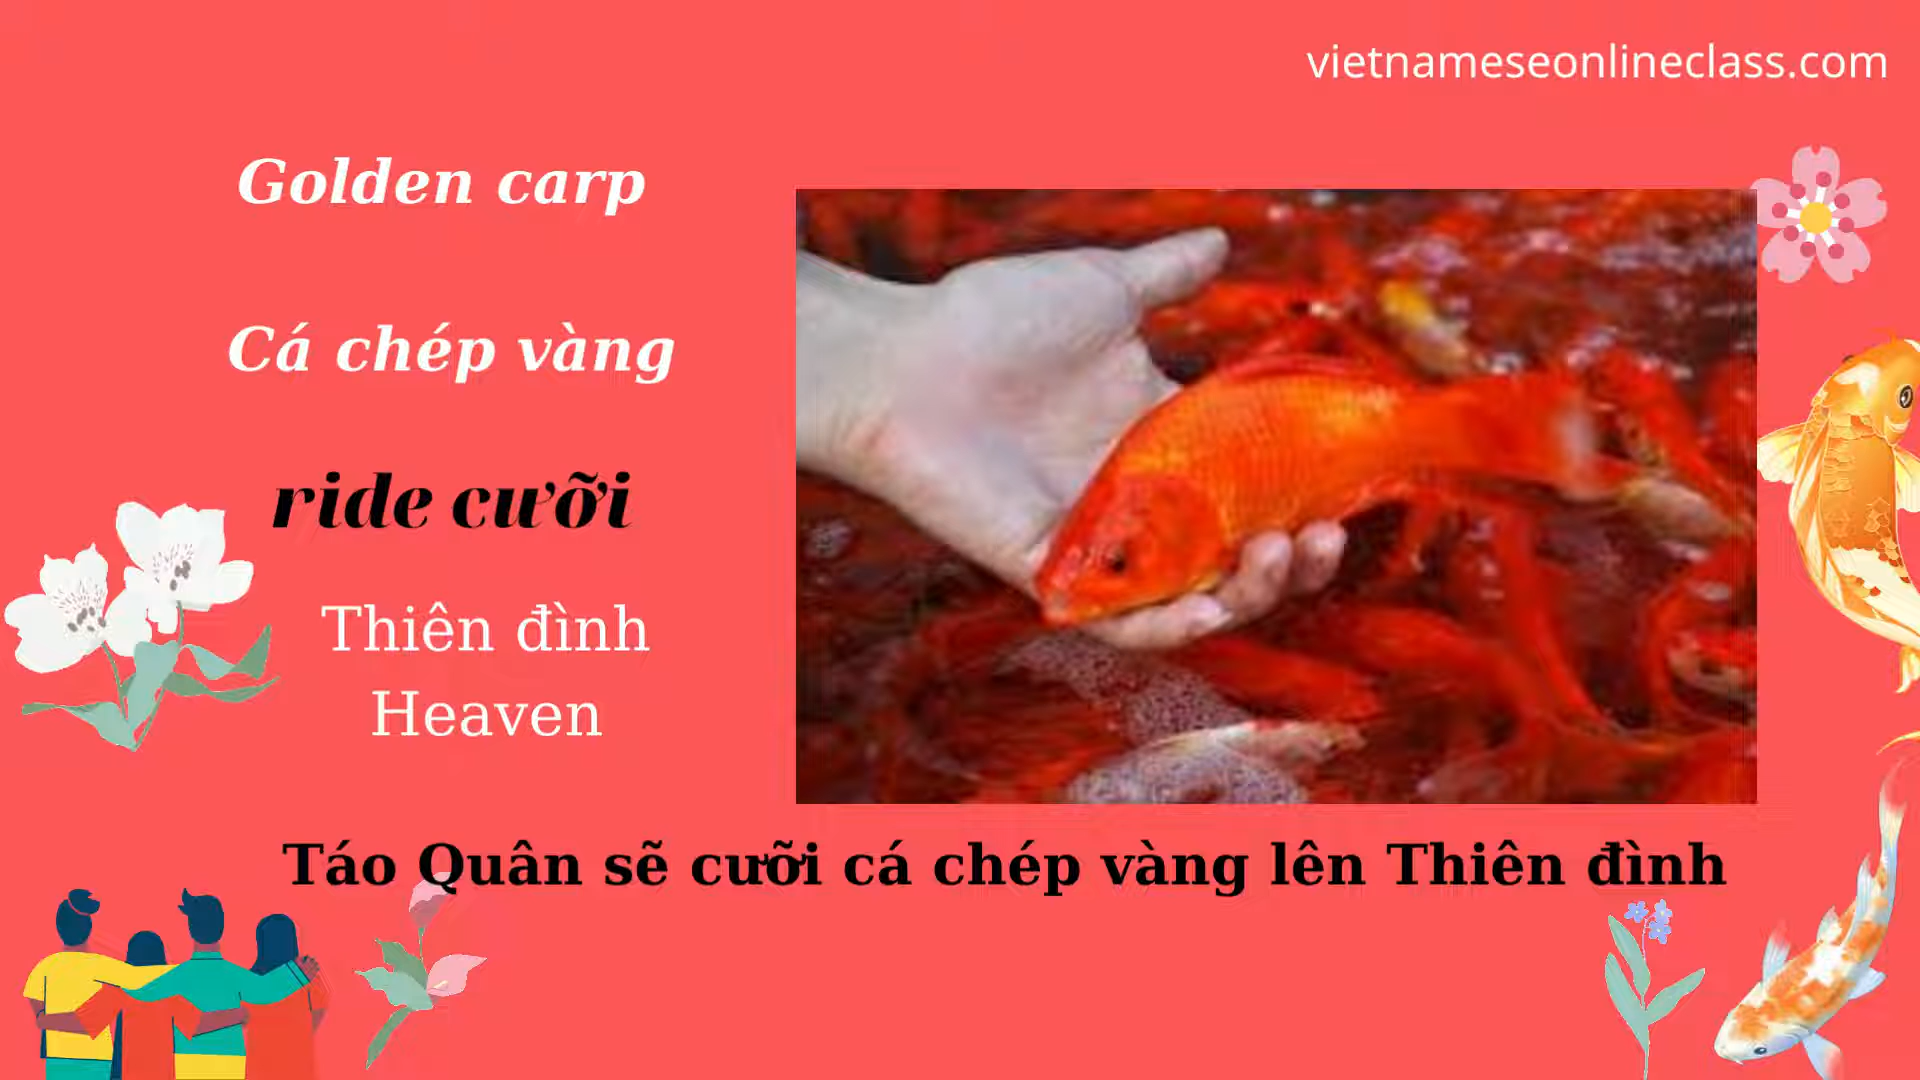 vietnameseonlineclass.com
Golden carp
Cá chép vàng
ride cưỡi
Thiên đình
Heaven
Táo Quân sẽ cưỡi cá chép vàng lên Thiên đình